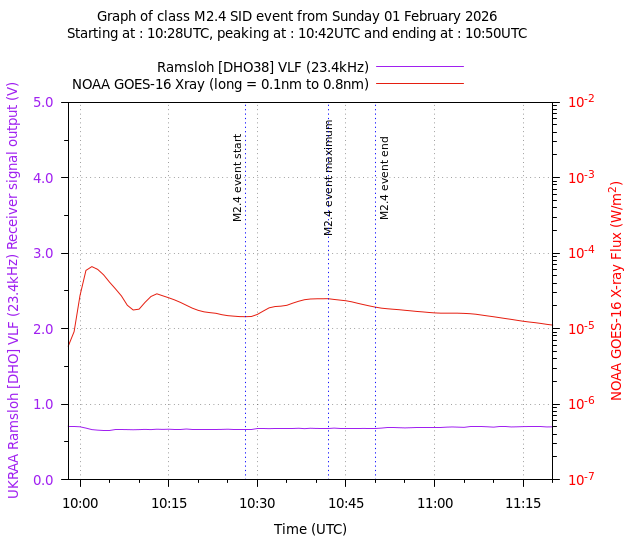 Graph of class M2.4 SID event from Sunday 01 February 2026
Starting at : 10:28UTC, peaking at : 10:42UTC and ending at : 10:50UTC
Ramsloh [DHO38] VLF (23.4kHz)
NOAA GOES-16 Xray (long = 0.1nm to 0.8nm)
UKRAA Ramsloh [DHO] VLF (23.4kHz) Receiver signal output (V)
5.0
4.0
3.0
2.0
1.0
0.0
M2.4 event start
M2.4 event maximum
M2.4 event end
10⁻²
10⁻³
10⁻⁴
10⁻⁵
10⁻⁶
10⁻⁷
NOAA GOES-16 X-ray Flux (W/m²)
10:00 10:15 10:30 10:45 11:00 11:15
Time (UTC)